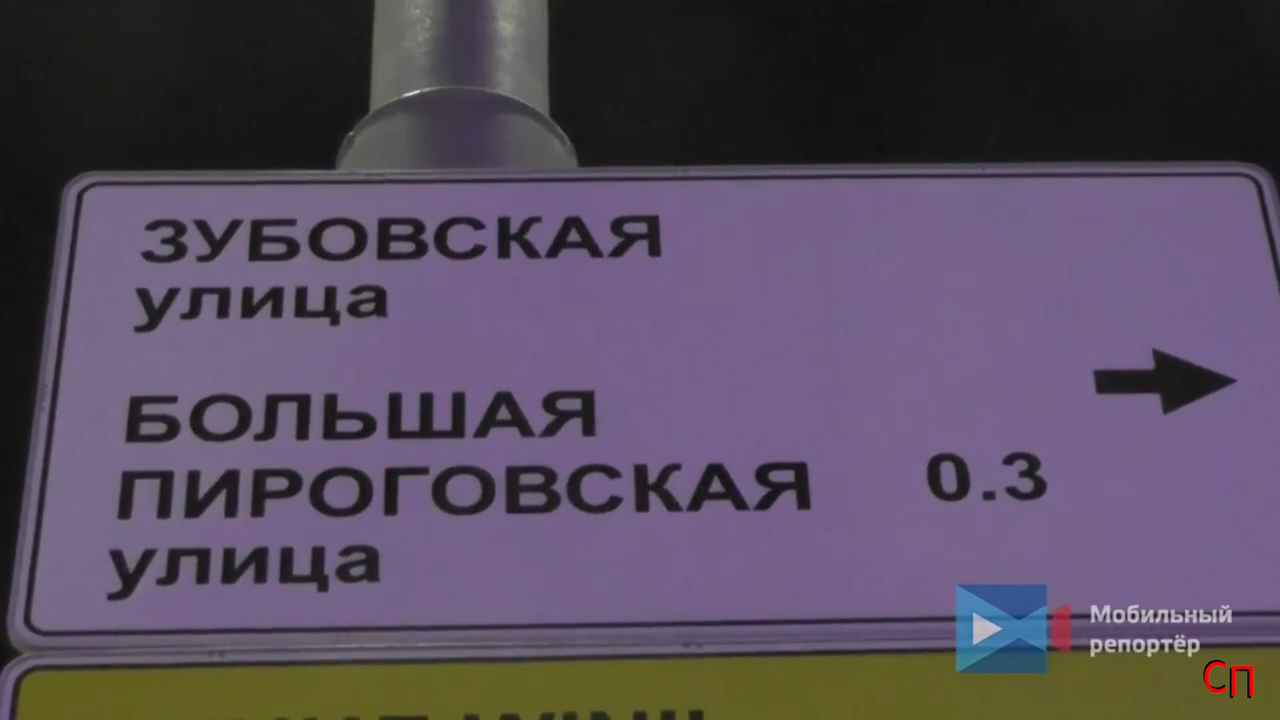 ЗУБОВСКАЯ
улица
БОЛЬШАЯ
ПИРОГОВСКАЯ 0.3
улица
Мобильный
репортёр
СП